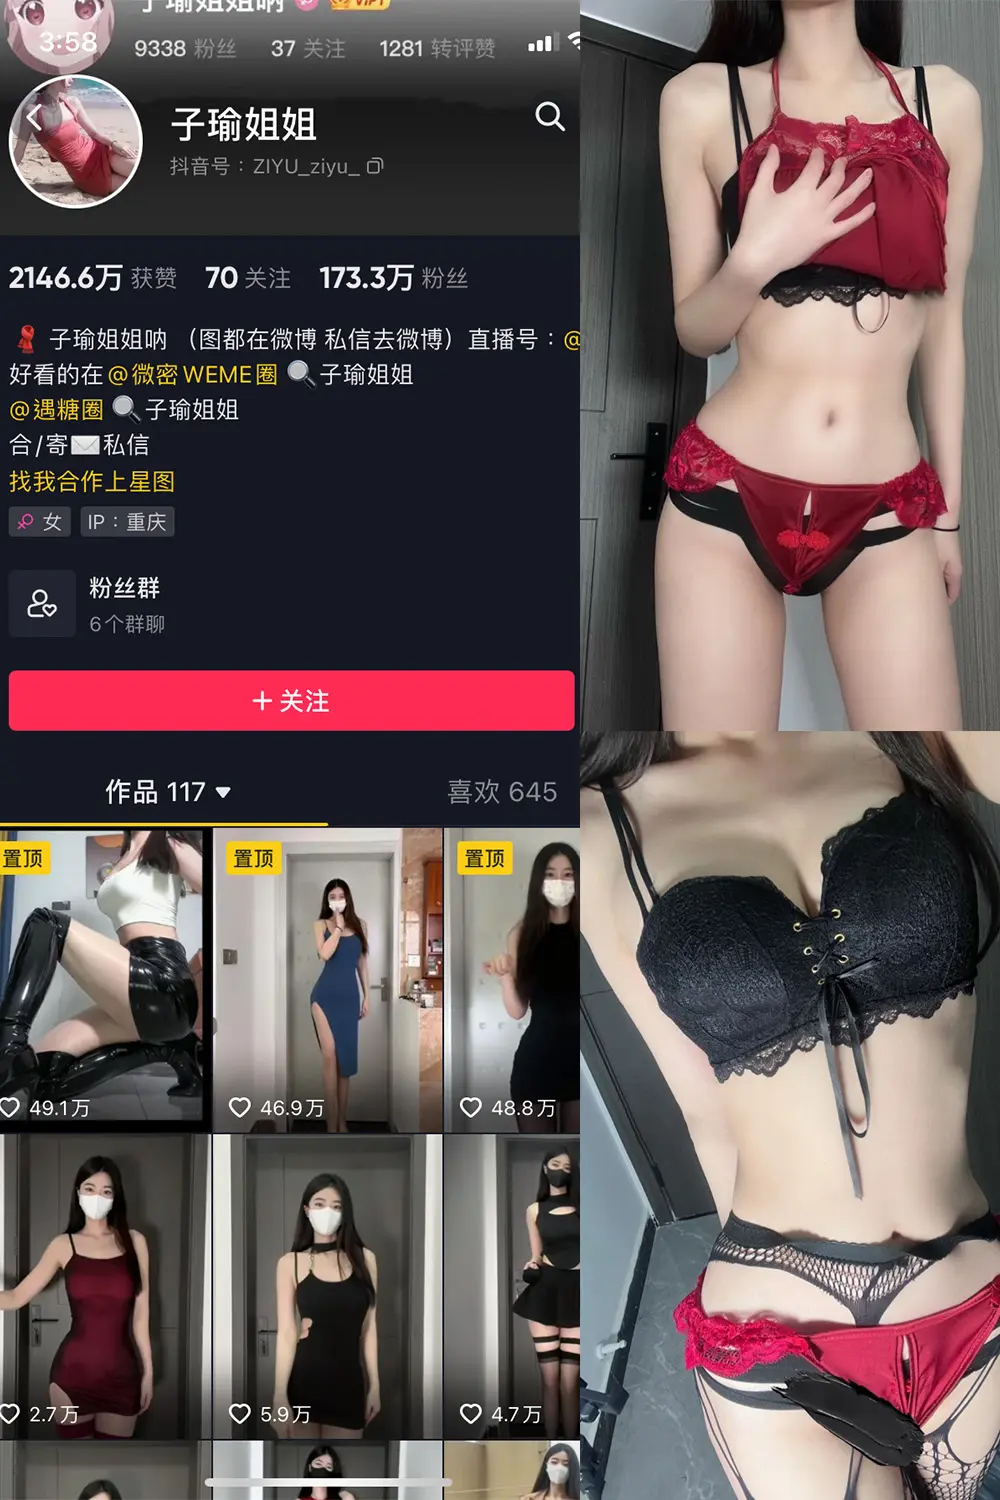 子瑜姐姐呐 VIP1
3:58
9338 粉丝 37 关注 1281 转评赞
子瑜姐姐
抖音号：ZIYU_ziyu_
2146.6万 获赞 70 关注 173.3万 粉丝
子瑜姐姐呐 （图都在微博 私信去微博）直播号：@
好看的在 @微密WEME圈 🔍子瑜姐姐
@遇糖圈 🔍子瑜姐姐
合/寄✉️私信
找我合作上星图
女 IP：重庆
粉丝群
6个群聊
+ 关注
作品 117 喜欢 645
置顶 置顶 置顶
49.1万 46.9万 48.8万
2.7万 5.9万 4.7万